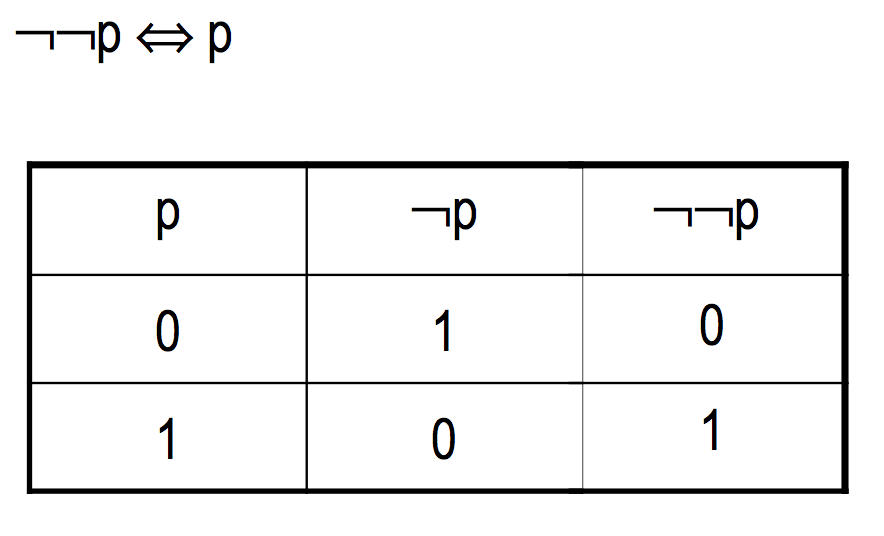 ¬¬p ⇔ p
p ¬p ¬¬p
0 1 0
1 0 1